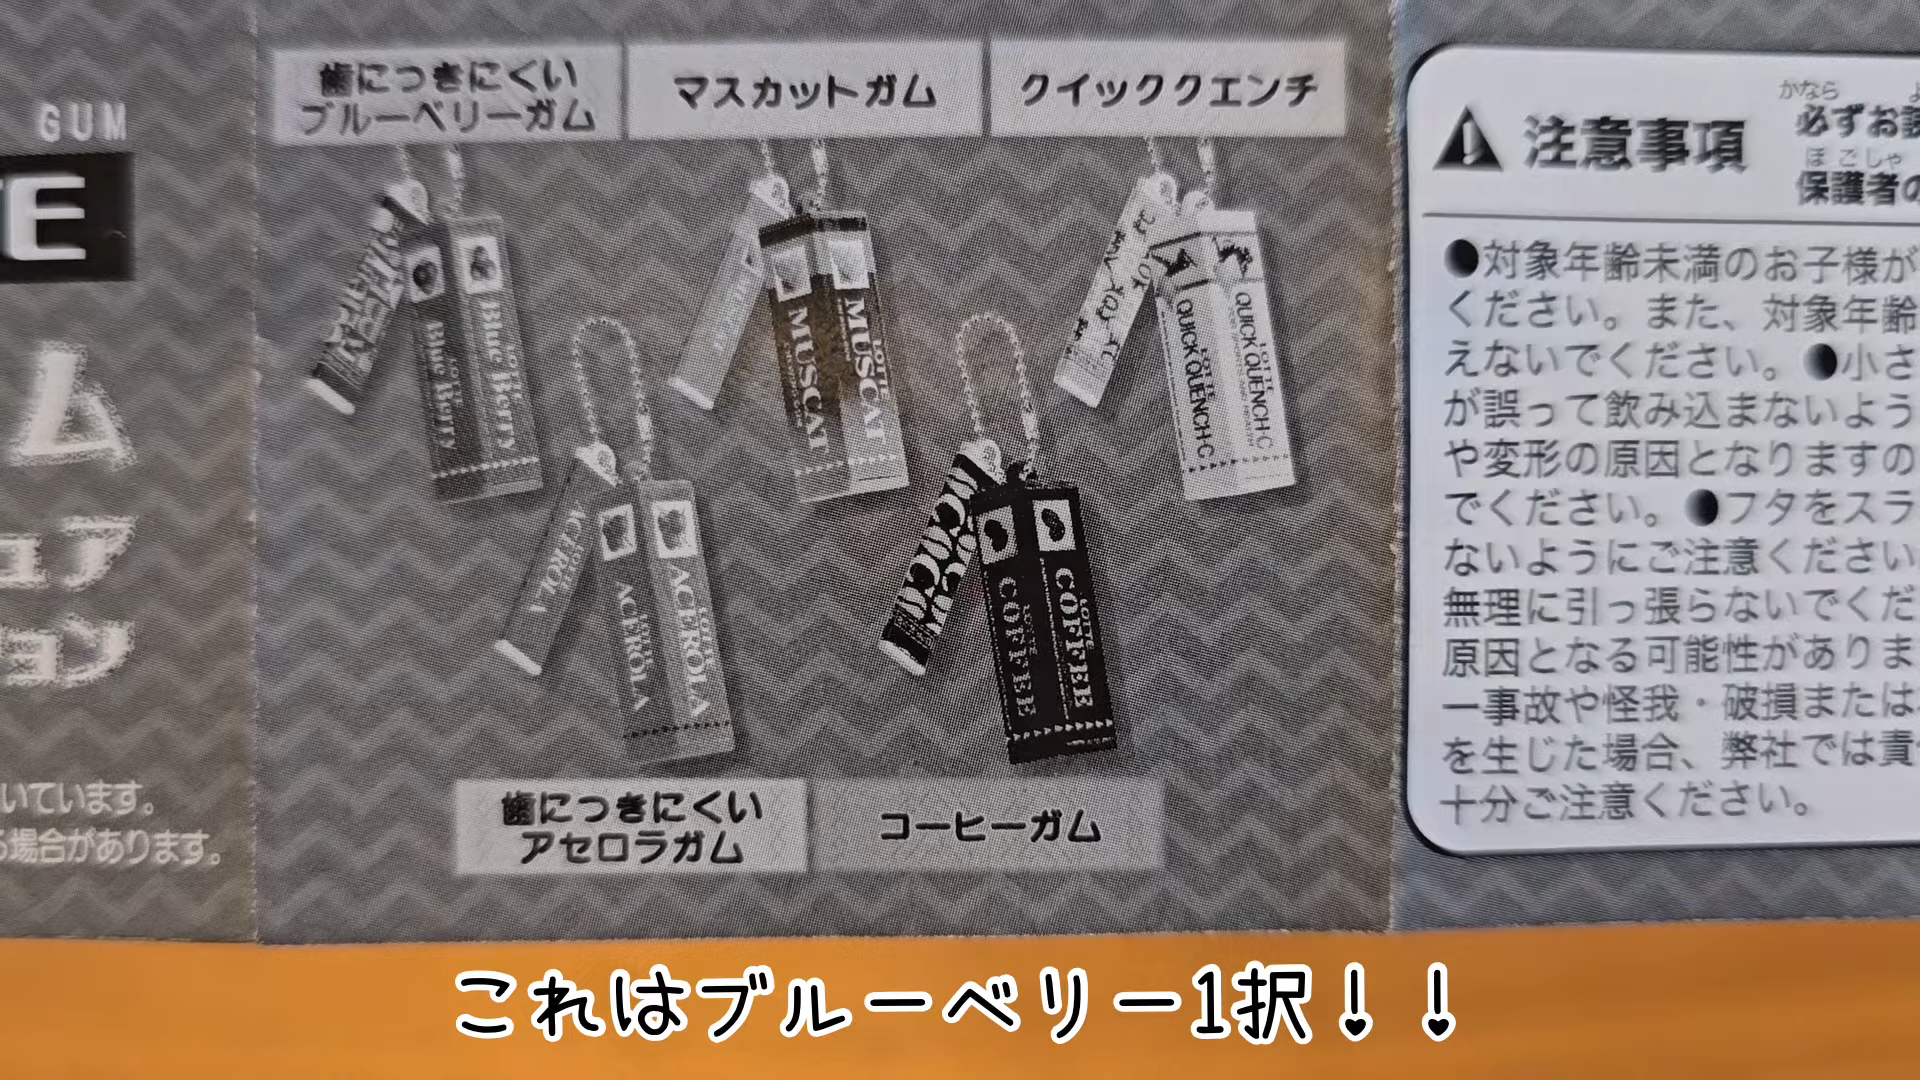 GUM
TE
ム
ュア
ョン
いています。
る場合があります。
歯につきにくい
ブルーベリーガム
マスカットガム
クイッククエンチ
Blue Berry
LOTTE
Blue Berry
MUSCAT
LOTTE
MUSCAT
QUICK QUENCH-C
LOTTE
QUICK QUENCH-C
LOTTE
ACEROLA
LOTTE
ACEROLA
LOTTE
ACEROLA
LOTTE
COFFEE
LOTTE
COFFEE
歯につきにくい
アセロラガム
コーヒーガム
注意事項
かなら
必ずお読
ほごしゃ
保護者の
●対象年齢未満のお子様が
ください。また、対象年齢
えないでください。●小さ
が誤って飲み込まないよう
や変形の原因となりますの
でください。●フタをスラ
ないようにご注意ください
無理に引っ張らないでくだ
原因となる可能性がありま
一事故や怪我・破損または
を生じた場合、弊社では責
十分ご注意ください。
これはブルーベリー1択！！